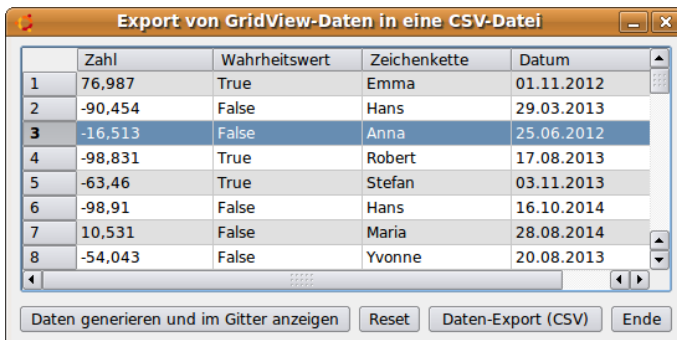 Export von GridView-Daten in eine CSV-Datei
Zahl Wahrheitswert Zeichenkette Datum
1 76,987 True Emma 01.11.2012
2 -90,454 False Hans 29.03.2013
3 -16,513 False Anna 25.06.2012
4 -98,831 True Robert 17.08.2013
5 -63,46 True Stefan 03.11.2013
6 -98,91 False Hans 16.10.2014
7 10,531 False Maria 28.08.2014
8 -54,043 False Yvonne 20.08.2013
Daten generieren und im Gitter anzeigen Reset Daten-Export (CSV) Ende